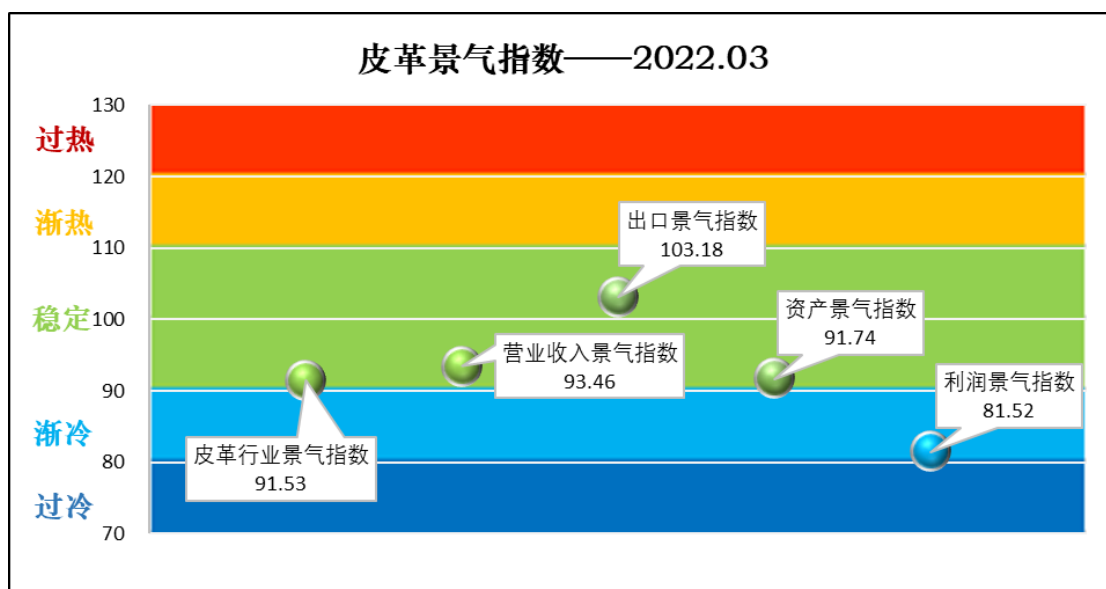 皮革景气指数——2022.03
130
过热
120
渐热
110
出口景气指数
103.18
稳定
100
资产景气指数
91.74
营业收入景气指数
93.46
90
利润景气指数
81.52
渐冷
皮革行业景气指数
91.53
80
过冷
70